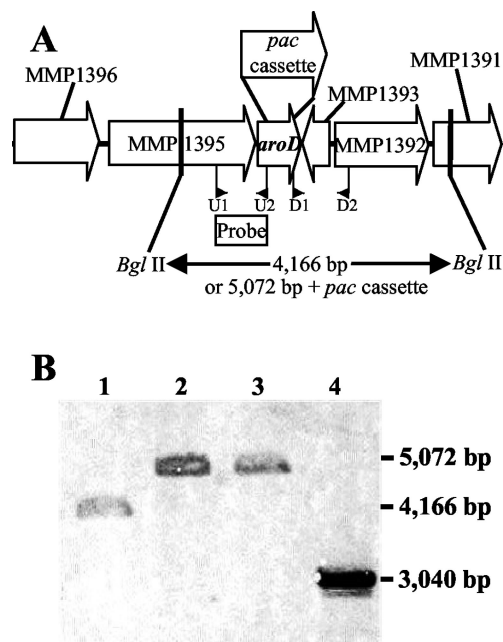 A
pac
cassette
MMP1396
MMP1391
MMP1393
MMP1395
aroD
MMP1392
U1
U2
D1
D2
Probe
Bgl II
4,166 bp
Bgl II
or 5,072 bp + pac cassette
B
1 2 3 4
5,072 bp
4,166 bp
3,040 bp